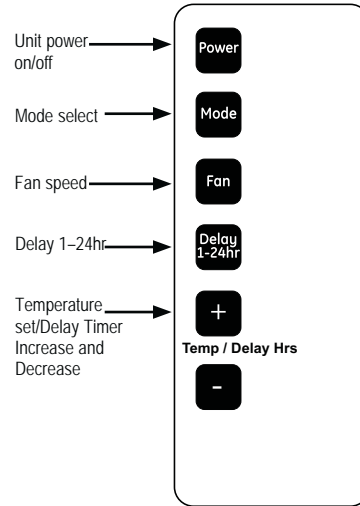 Unit power
on/off
Power
Mode select
Mode
Fan speed
Fan
Delay 1–24hr
Delay
1-24hr
Temperature
set/Delay Timer
Increase and
Decrease
+
Temp / Delay Hrs
-